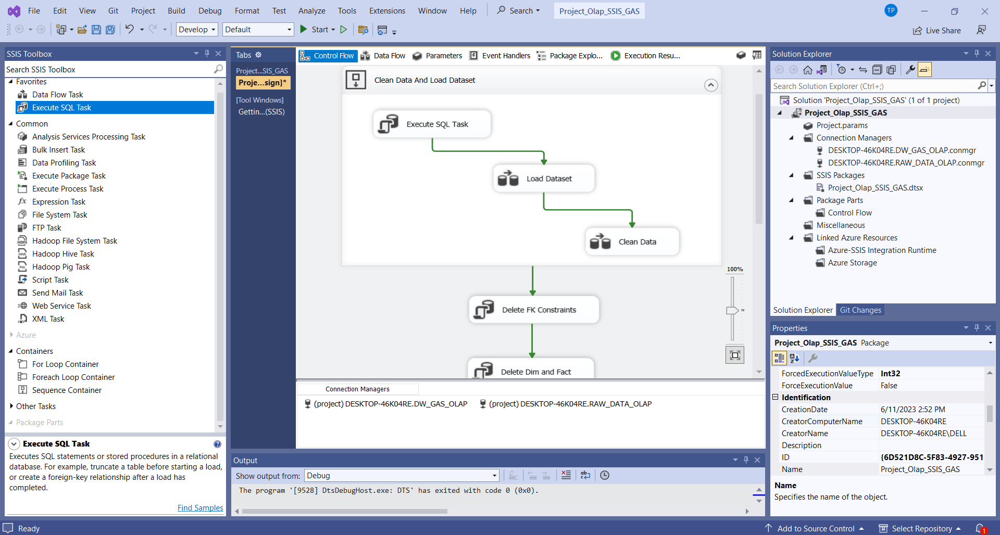 File Edit View Git Project Build Debug Format Test Analyze Tools Extensions Window Help Search Project_Olap_SSIS_GAS TP
Develop Default Start Live Share
SSIS Toolbox
Search SSIS Toolbox
Favorites
Data Flow Task
Execute SQL Task
Common
Analysis Services Processing Task
Bulk Insert Task
Data Profiling Task
Execute Package Task
Execute Process Task
Expression Task
File System Task
FTP Task
Hadoop File System Task
Hadoop Hive Task
Hadoop Pig Task
Script Task
Send Mail Task
Web Service Task
XML Task
Azure
Containers
For Loop Container
Foreach Loop Container
Sequence Container
Other Tasks
Package Parts
Execute SQL Task
Executes SQL statements or stored procedures in a relational
database. For example, truncate a table before starting a load,
or create a foreign-key relationship after a load has
completed.
Find Samples
Tabs
Project...SIS_GAS
Proje...sign]*
[Tool Windows]
Gettin...(SSIS)
Control Flow Data Flow Parameters Event Handlers Package Explo... Execution Resu...
Clean Data And Load Dataset
Execute SQL Task
Load Dataset
Clean Data
100%
Delete FK Constraints
Delete Dim and Fact
Connection Managers
(project) DESKTOP-46K04RE.DW_GAS_OLAP (project) DESKTOP-46K04RE.RAW_DATA_OLAP
Output
Show output from: Debug
The program '[9528] DtsDebugHost.exe: DTS' has exited with code 0 (0x0).
Solution Explorer
Search Solution Explorer (Ctrl+;)
Solution 'Project_Olap_SSIS_GAS' (1 of 1 project)
Project_Olap_SSIS_GAS
Project.params
Connection Managers
DESKTOP-46K04RE.DW_GAS_OLAP.conmgr
DESKTOP-46K04RE.RAW_DATA_OLAP.conmgr
SSIS Packages
Project_Olap_SSIS_GAS.dtsx
Package Parts
Control Flow
Miscellaneous
Linked Azure Resources
Azure-SSIS Integration Runtime
Azure Storage
Solution Explorer Git Changes
Properties
Project_Olap_SSIS_GAS Package
ForcedExecutionValueType Int32
ForceExecutionValue False
Identification
CreationDate 6/11/2023 2:52 PM
CreatorComputerName DESKTOP-46K04RE
CreatorName DESKTOP-46K04RE\DELL
Description
ID {6D521D8C-5F83-4927-951
Name Project_Olap_SSIS_GAS
Name
Specifies the name of the object.
Ready Add to Source Control Select Repository 1